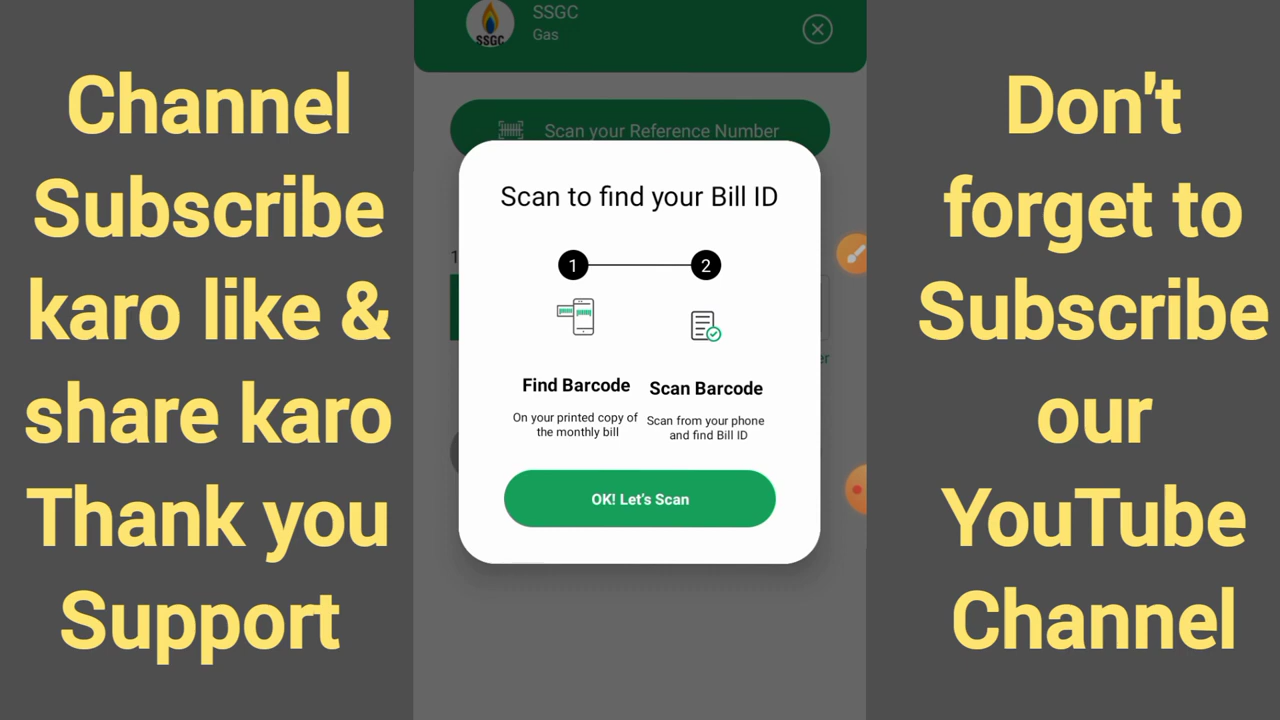 Channel
Subscribe
karo like &
share karo
Thank you
Support
SSGC
SSGC
Gas
Scan your Reference Number
Scan to find your Bill ID
1
1
2
er
Find Barcode
Scan Barcode
On your printed copy of
the monthly bill
Scan from your phone
and find Bill ID
OK! Let's Scan
Don't
forget to
Subscribe
our
YouTube
Channel